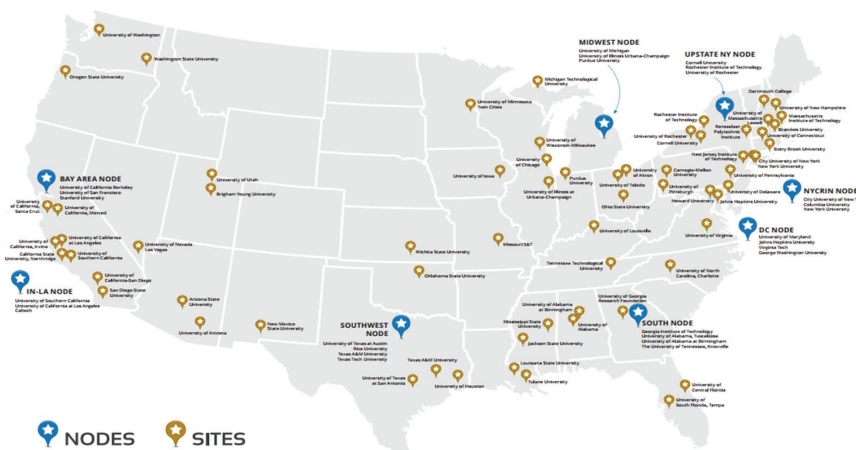 University of Washington
Washington State University
Oregon State University
MIDWEST NODE
University of Michigan
University of Illinois Urbana-Champaign
Purdue University
Michigan Technological
University
University of Minnesota
Twin Cities
University of
Wisconsin-Milwaukee
University of
Chicago
University of Iowa
Purdue
University
University of Illinois at
Urbana-Champaign
UPSTATE NY NODE
Cornell University
Rochester Institute of Technology
University of Rochester
Dartmouth College
University of New Hampshire
University of
Massachusetts
Lowell
Massachusetts
Institute of Technology
Rochester Institute
of Technology
Rensselaer
Polytechnic
Institute
Brandeis University
University of Connecticut
University of Rochester
Cornell University
Stony Brook University
New Jersey Institute
of Technology
City University of New York
New York University
University of
Akron
University of Toledo
Carnegie-Mellon
University
University of Pennsylvania
University of
Pittsburgh
University of Delaware
Howard University
Johns Hopkins University
Ohio State University
NYCRIN NODE
City University of New Y
Columbia University
New York University
BAY AREA NODE
University of California Berkeley
University of San Francisco
Stanford University
University
of California,
Santa Cruz
University of
California, Merced
University of Utah
Brigham Young University
University of
California, Irvine
University of California
at Los Angeles
California State
University, Northridge
University of
Southern California
University of Nevada
Las Vegas
University of
California-San Diego
San Diego State
University
IN-LA NODE
University of Southern California
University of California at Los Angeles
Caltech
Arizona State
University
University of Arizona
New Mexico
State University
Wichita State University
Oklahoma State
University
Missouri S&T
University of Louisville
University of Virginia
DC NODE
University of Maryland
Johns Hopkins University
Virginia Tech
George Washington University
Tennessee Technological
University
University of North
Carolina, Charlotte
SOUTHWEST
NODE
University of Texas at Austin
Rice University
Texas A&M University
Texas Tech University
Texas A&M University
University of Texas
at San Antonio
University of Houston
University of Alabama
at Birmingham
Mississippi State
University
University of
Alabama
Jackson State University
University of Georgia
Research Foundation
SOUTH NODE
Georgia Institute of Technology
University of Alabama, Tuscaloosa
University of Alabama at Birmingham
The University of Tennessee, Knoxville
Louisiana State University
Tulane University
University of
Central Florida
University of
South Florida, Tampa
NODES
SITES